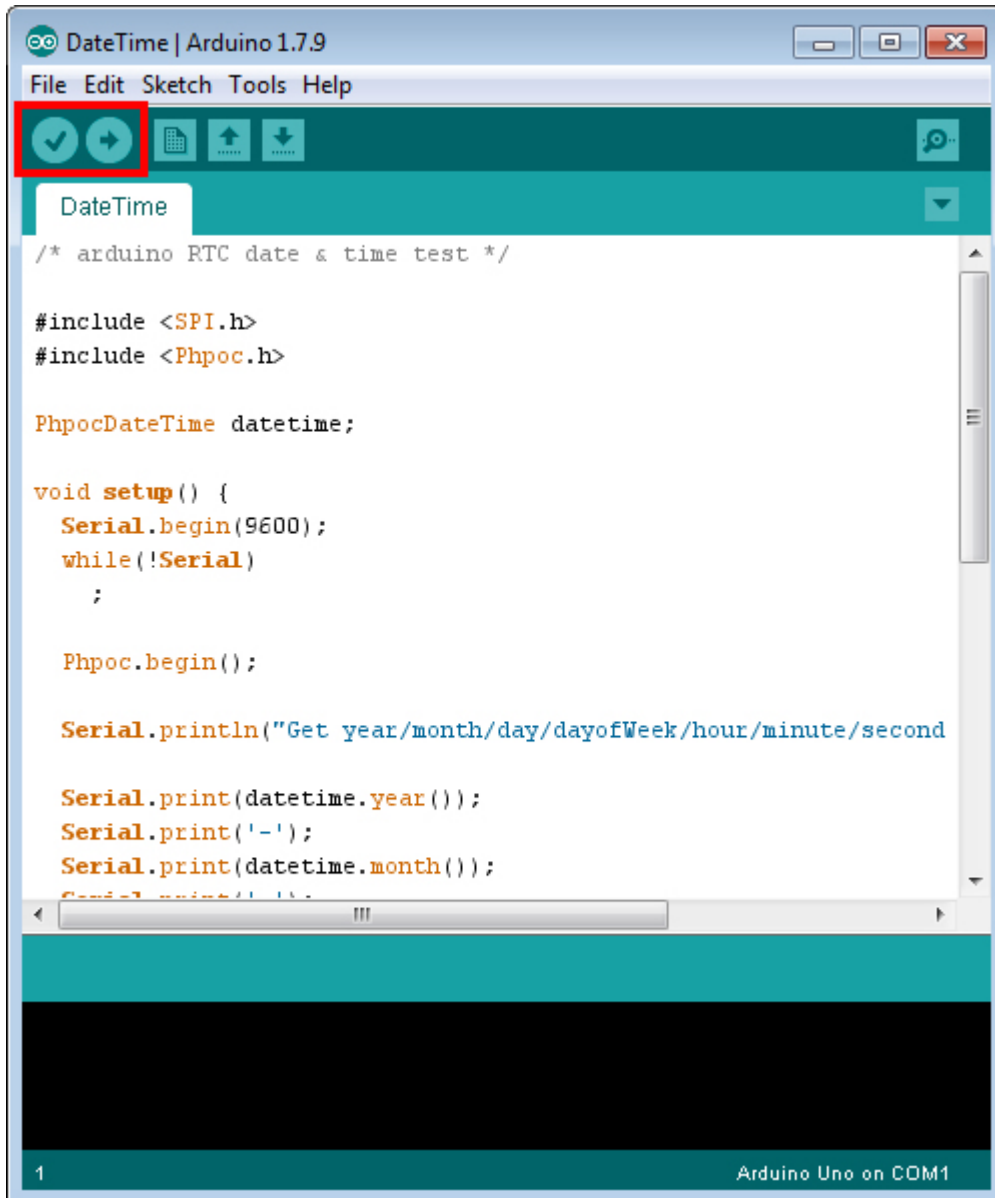 DateTime | Arduino 1.7.9
File Edit Sketch Tools Help
DateTime
/* arduino RTC date & time test */
#include <SPI.h>
#include <Phpoc.h>
PhpocDateTime datetime;
void setup() {
Serial.begin(9600);
while(!Serial)
;
Phpoc.begin();
Serial.println("Get year/month/day/dayofWeek/hour/minute/second
Serial.print(datetime.year());
Serial.print('-');
Serial.print(datetime.month());
1
Arduino Uno on COM1